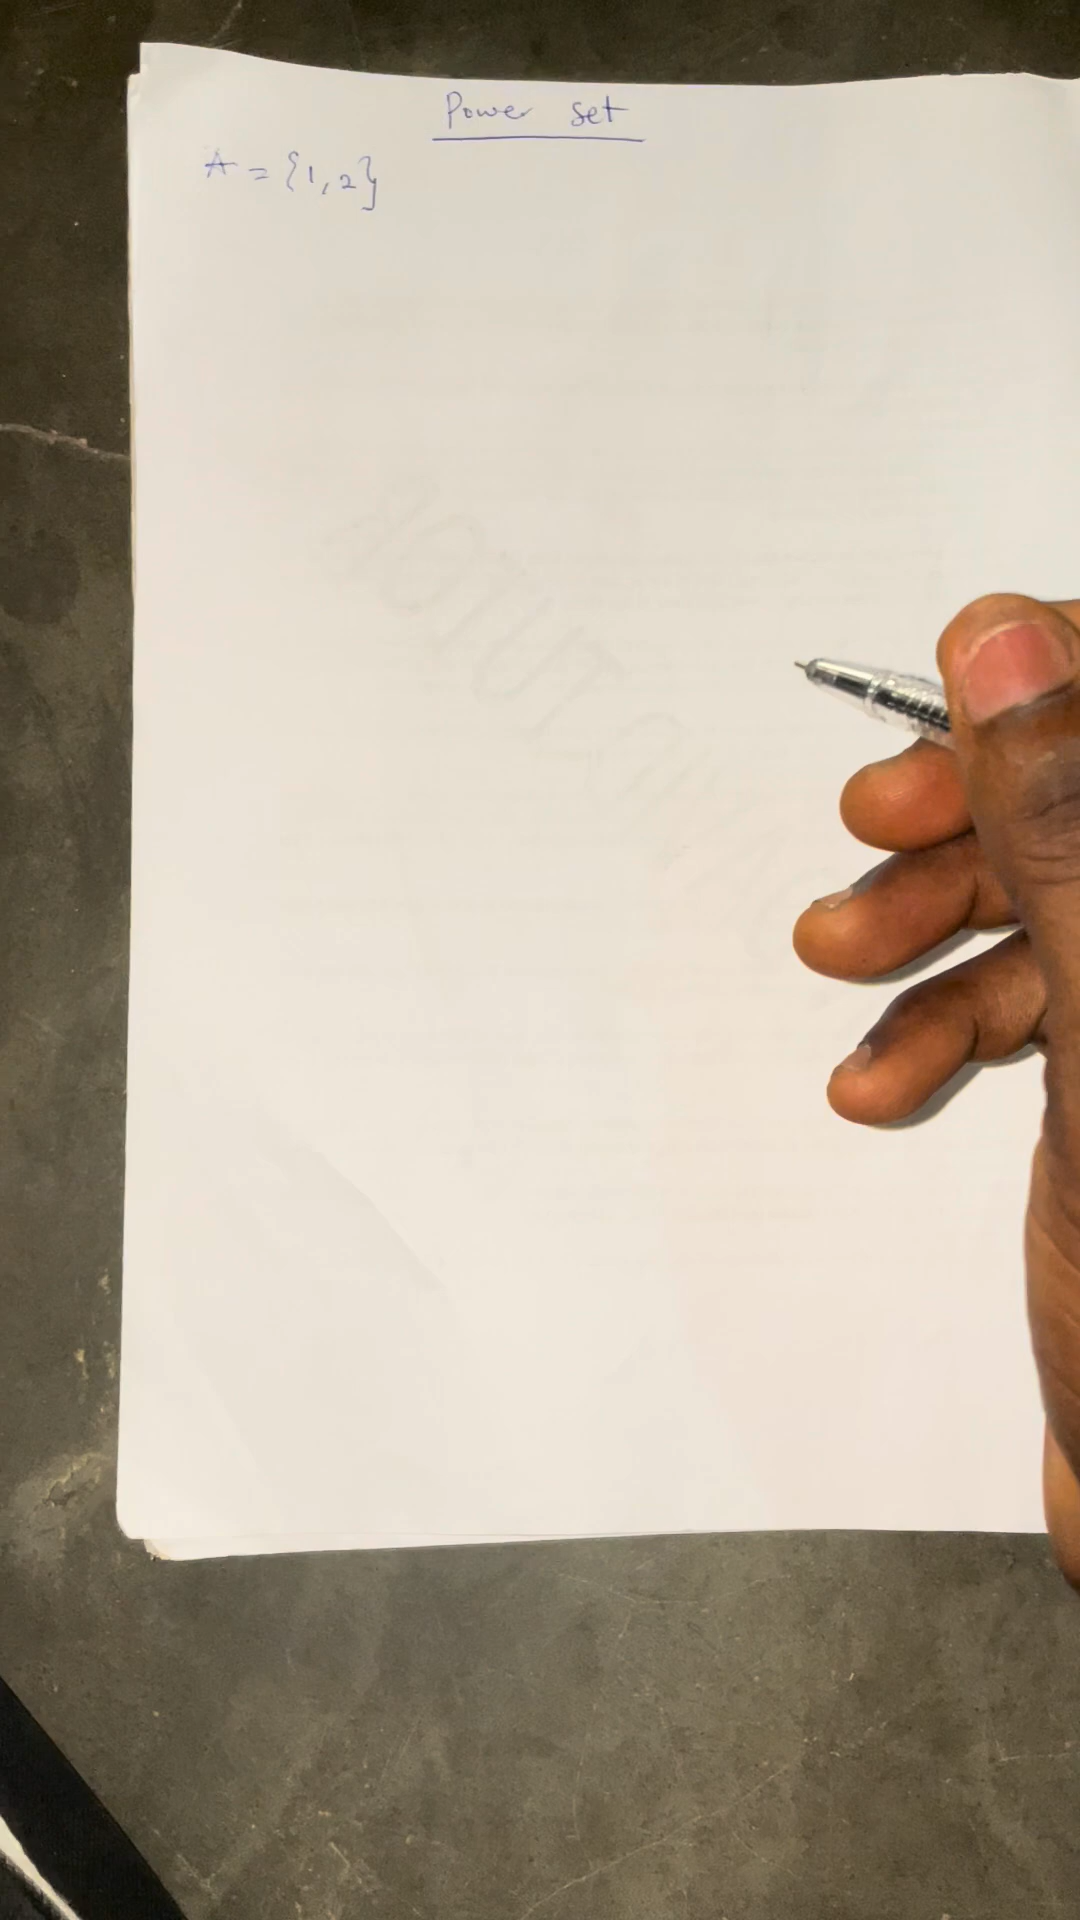 Power set
A = {1, 2}